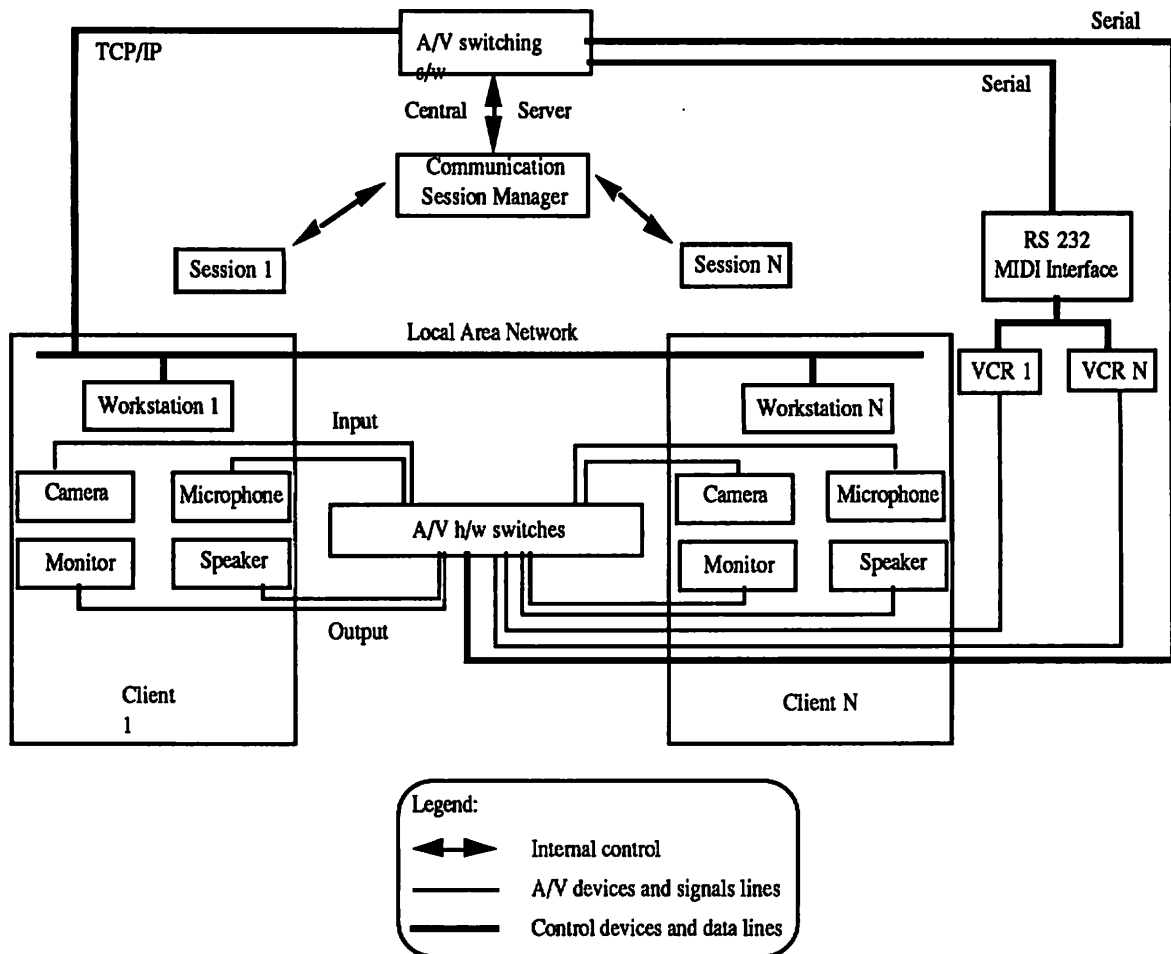 Serial
A/V switching
s/w
TCP/IP
Serial
Central Server
Communication
Session Manager
RS 232
MIDI Interface
Session 1
Session N
Local Area Network
VCR 1
VCR N
Workstation 1
Workstation N
Input
Camera
Microphone
Camera
Microphone
A/V h/w switches
Monitor
Speaker
Monitor
Speaker
Output
Client
1
Client N
Legend:
Internal control
A/V devices and signals lines
Control devices and data lines